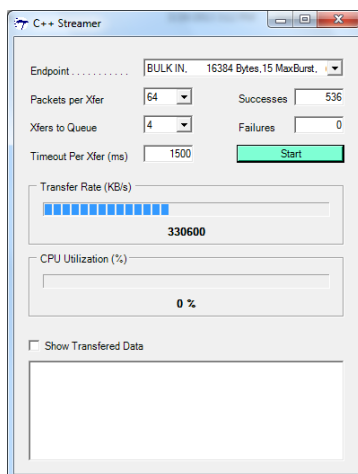 C++ Streamer
Endpoint . . . . . . . . . . . BULK IN, 16384 Bytes,15 MaxBurst,
Packets per Xfer 64 Successes 536
Xfers to Queue 4 Failures 0
Timeout Per Xfer (ms) 1500 Start
Transfer Rate (KB/s)
330600
CPU Utilization (%)
0 %
Show Transfered Data